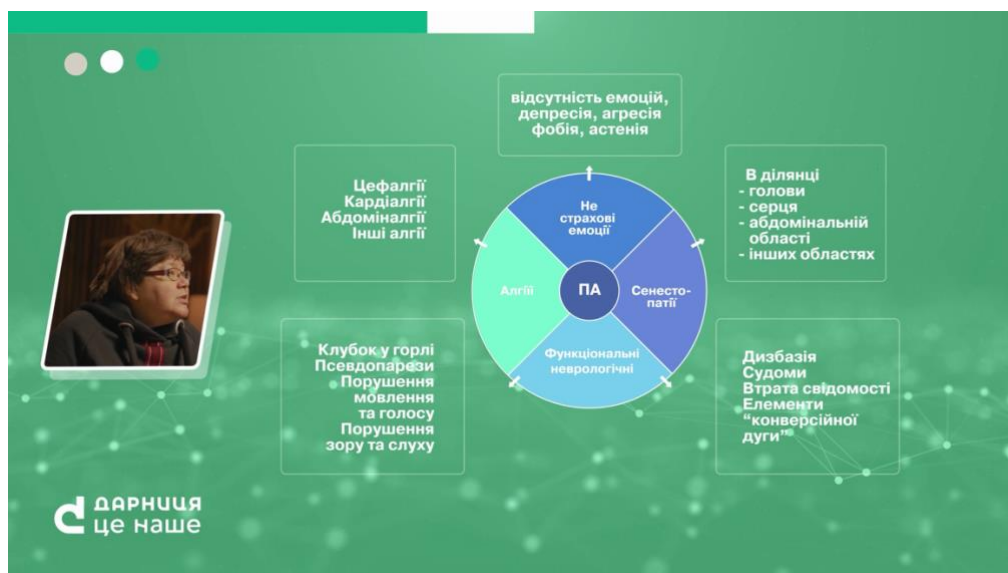 відсутність емоцій,
депресія, агресія
фобія, астенія
Цефалгії
Кардіалгії
Абдоміналгії
Інші алгії
В ділянці
- голови
- серця
- абдомінальній
області
- інших областях
Не
страхові
емоції
Алгіїі
ПА
Сенесто-
патії
Функціональні
неврологічні
Клубок у горлі
Псевдопарези
Порушення
мовлення
та голосу
Порушення
зору та слуху
Дизбазія
Судоми
Втрата свідомості
Елементи
“конверсійної
дуги”
ДАРНИЦЯ
це наше